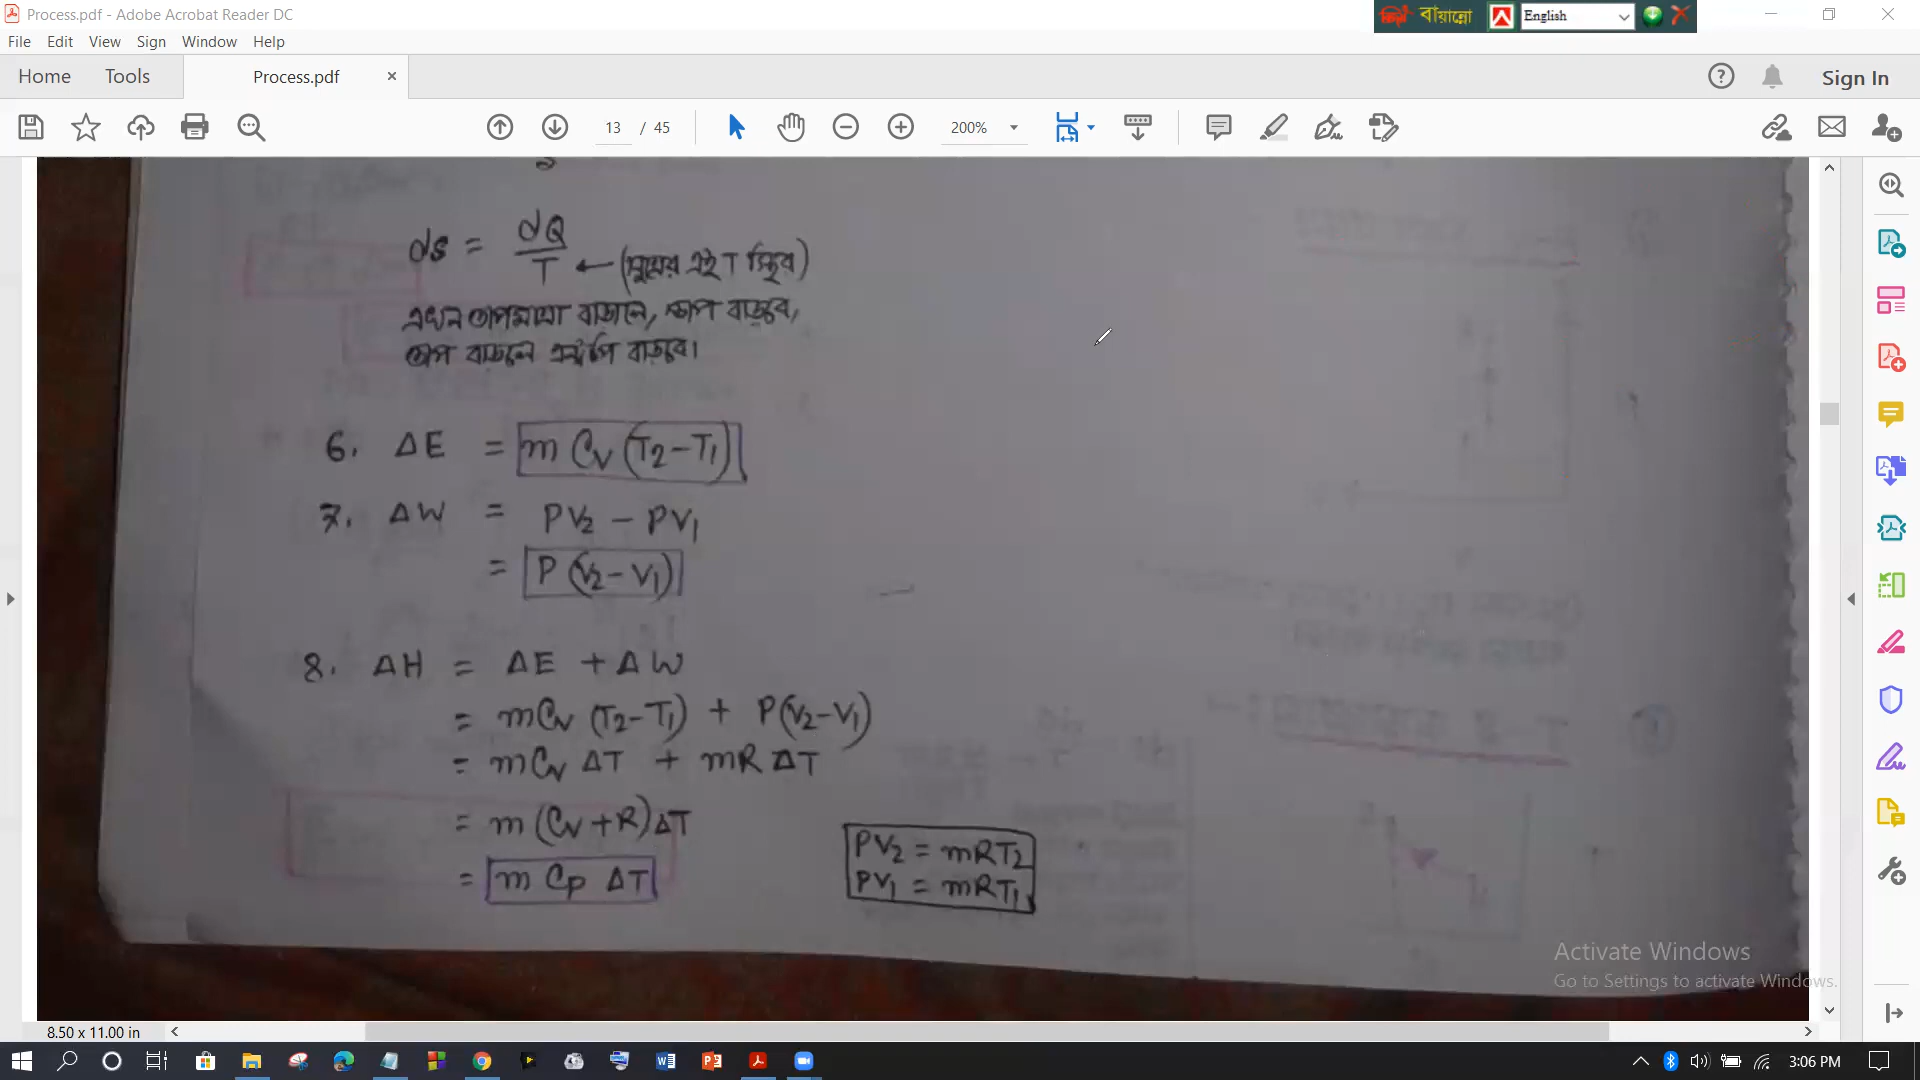 Process.pdf - Adobe Acrobat Reader DC
বায়ান্নো
English
File Edit View Sign Window Help
Home Tools Process.pdf × Sign In
13 / 45 200%
ds = dQ/T ← (সূত্রের এই T স্থির)
এখন তাপমাত্রা বাড়ালে, তাপ বাড়বে,
তাপ বাড়লে এনট্রপি বাড়বে।
6. ΔE = m Cv (T2-T1)
7. ΔW = PV2 - PV1
= P (V2-V1)
8. ΔH = ΔE + ΔW
= mCv (T2-T1) + P(V2-V1)
= mCv ΔT + mR ΔT
= m (Cv+R) ΔT
= m Cp ΔT
PV2 = mRT2
PV1 = mRT1
Activate Windows
Go to Settings to activate Windows.
8.50 x 11.00 in
3:06 PM